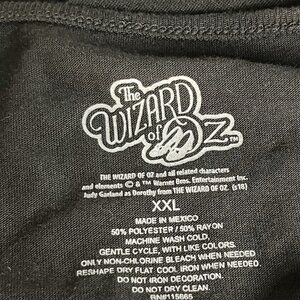 The
WIZARD
of OZ ™
THE WIZARD OF OZ and all related characters
and elements © & ™ Warner Bros. Entertainment Inc.
Judy Garland as Dorothy from THE WIZARD OF OZ. (s18)
XXL
MADE IN MEXICO
50% POLYESTER / 50% RAYON
MACHINE WASH COLD,
GENTLE CYCLE, WITH LIKE COLORS.
ONLY NON-CHLORINE BLEACH WHEN NEEDED
RESHAPE DRY FLAT COOL IRON WHEN NEEDED.
DO NOT IRON DECORATION.
DO NOT DRY CLEAN.
RN#115665